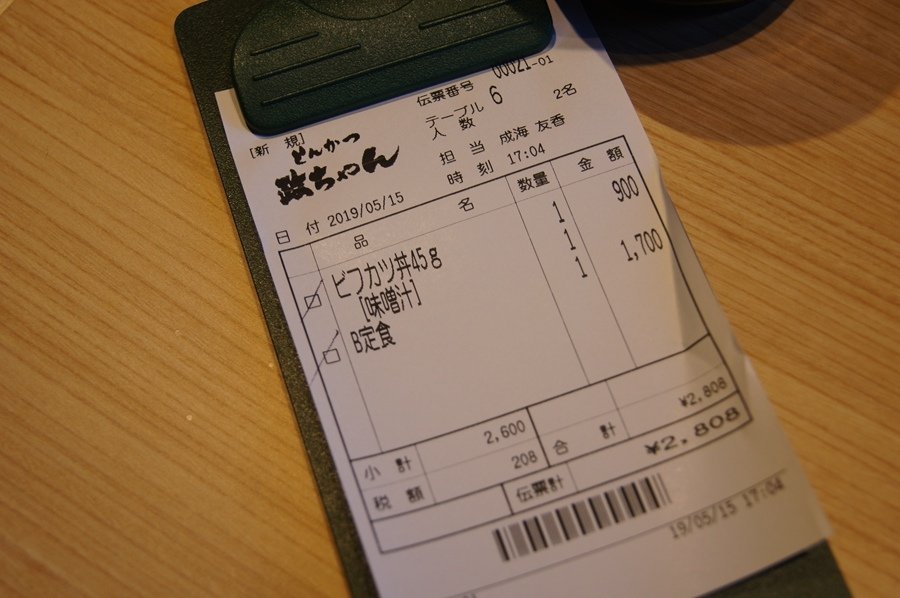 伝票番号 00021-01
[新 規] テーブル 6
人 数 2名
とんかつ
政ちゃん
担 当 成海 友香
時 刻 17:04
日 付 2019/05/15
品 名 数量 金 額
ビフカツ丼45g 1 900
[味噌汁] 1
B定食 1 1,700
小 計 2,600 合 計 ¥2,808
税 額 208
伝票計 ¥2,808
19/05/15 17:04